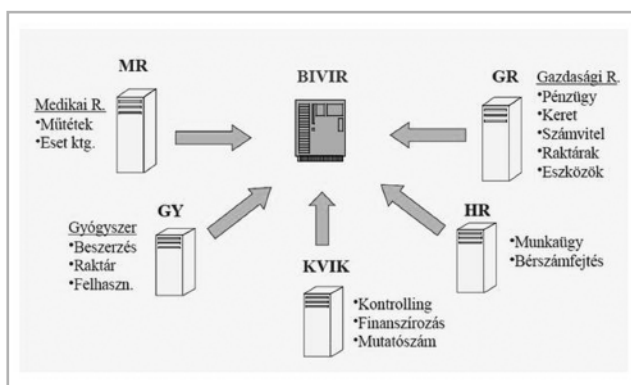 MR
Medikai R.
•Műtétek
•Eset ktg.
BIVIR
GR
Gazdasági R.
•Pénzügy
•Keret
•Számvitel
•Raktárak
•Eszközök
GY
Gyógyszer
•Beszerzés
•Raktár
•Felhaszn.
KVIK
•Kontrolling
•Finanszírozás
•Mutatószám
HR
•Munkaügy
•Bérszámfejtés